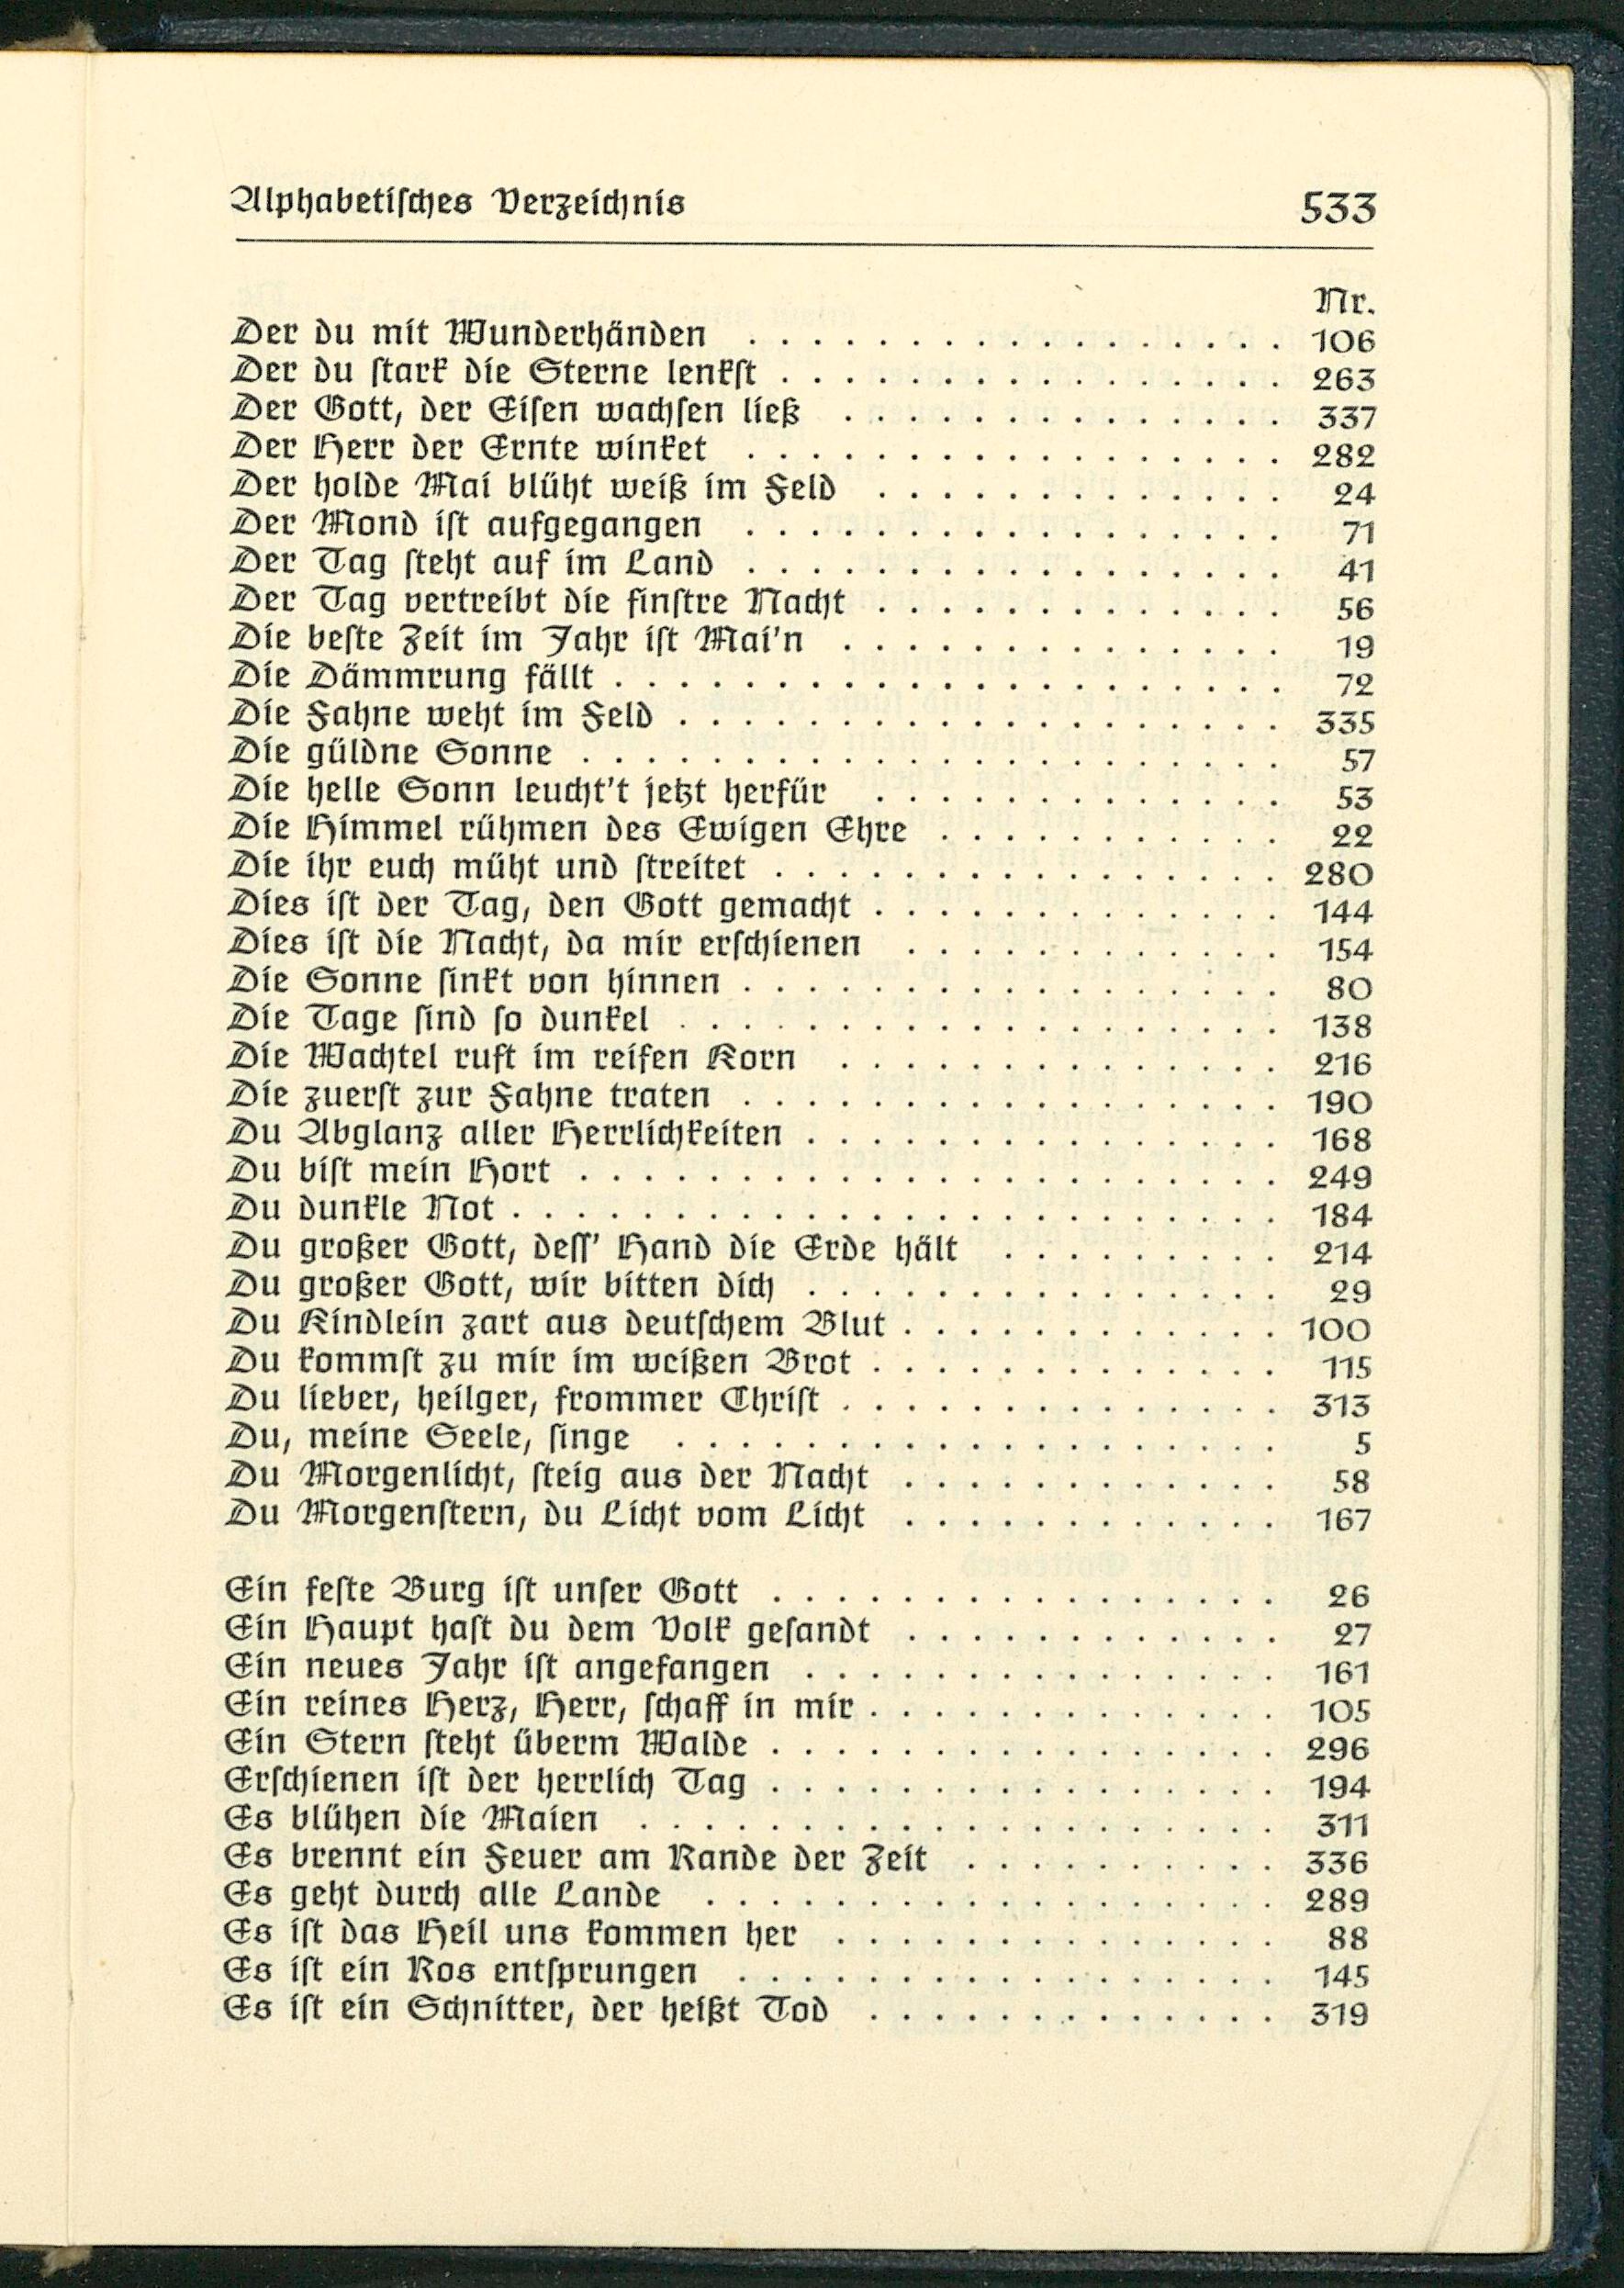 Alphabetisches Verzeichnis 533
Nr.
Der du mit Wunderhänden . . . . . . . . . . . . . . . . . 106
Der du stark die Sterne lenkst . . . . . . . . . . . . . . . . 263
Der Gott, der Eisen wachsen ließ . . . . . . . . . . . . . . 337
Der Herr der Ernte winket . . . . . . . . . . . . . . . . . 282
Der holde Mai blüht weiß im Feld . . . . . . . . . . . . . 24
Der Mond ist aufgegangen . . . . . . . . . . . . . . . . . 71
Der Tag steht auf im Land . . . . . . . . . . . . . . . . . 41
Der Tag vertreibt die finstre Nacht . . . . . . . . . . . . . 56
Die beste Zeit im Jahr ist Mai'n . . . . . . . . . . . . . . 19
Die Dämmrung fällt . . . . . . . . . . . . . . . . . . . . . 72
Die Fahne weht im Feld . . . . . . . . . . . . . . . . . . . 335
Die güldne Sonne . . . . . . . . . . . . . . . . . . . . . . 57
Die helle Sonn leucht't jetzt herfür . . . . . . . . . . . . . 53
Die Himmel rühmen des Ewigen Ehre . . . . . . . . . . . 22
Die ihr euch müht und streitet . . . . . . . . . . . . . . . . 280
Dies ist der Tag, den Gott gemacht . . . . . . . . . . . . . 144
Dies ist die Nacht, da mir erschienen . . . . . . . . . . . . 154
Die Sonne sinkt von hinnen . . . . . . . . . . . . . . . . . 80
Die Tage sind so dunkel . . . . . . . . . . . . . . . . . . . 138
Die Wachtel ruft im reifen Korn . . . . . . . . . . . . . . 216
Die zuerst zur Fahne traten . . . . . . . . . . . . . . . . . 190
Du Abglanz aller Herrlichkeiten . . . . . . . . . . . . . . . 168
Du bist mein Hort . . . . . . . . . . . . . . . . . . . . . . 249
Du dunkle Not . . . . . . . . . . . . . . . . . . . . . . . . 184
Du großer Gott, dess' Hand die Erde hält . . . . . . . . . 214
Du großer Gott, wir bitten dich . . . . . . . . . . . . . . . 29
Du Kindlein zart aus deutschem Blut . . . . . . . . . . . . 100
Du kommst zu mir im weißen Brot . . . . . . . . . . . . . 115
Du lieber, heilger, frommer Christ . . . . . . . . . . . . . . 313
Du, meine Seele, singe . . . . . . . . . . . . . . . . . . . 5
Du Morgenlicht, steig aus der Nacht . . . . . . . . . . . . 58
Du Morgenstern, du Licht vom Licht . . . . . . . . . . . . 167
Ein feste Burg ist unser Gott . . . . . . . . . . . . . . . . 26
Ein Haupt hast du dem Volk gesandt . . . . . . . . . . . . 27
Ein neues Jahr ist angefangen . . . . . . . . . . . . . . . 161
Ein reines Herz, Herr, schaff in mir . . . . . . . . . . . . . 105
Ein Stern steht überm Walde . . . . . . . . . . . . . . . . 296
Erschienen ist der herrlich Tag . . . . . . . . . . . . . . . . 194
Es blühen die Maien . . . . . . . . . . . . . . . . . . . . 311
Es brennt ein Feuer am Rande der Zeit . . . . . . . . . . 336
Es geht durch alle Lande . . . . . . . . . . . . . . . . . . 289
Es ist das Heil uns kommen her . . . . . . . . . . . . . . 88
Es ist ein Ros entsprungen . . . . . . . . . . . . . . . . . 145
Es ist ein Schnitter, der heißt Tod . . . . . . . . . . . . . 319